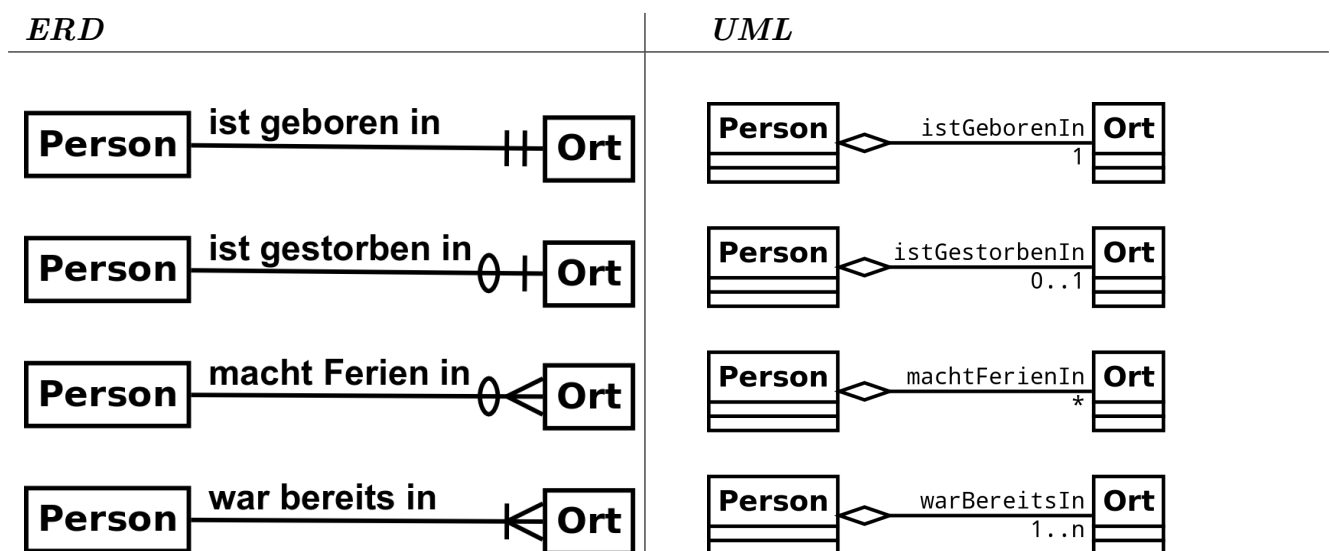 ERD UML
Person ist geboren in Ort Person istGeborenIn Ort
1
Person ist gestorben in Ort Person istGestorbenIn Ort
0..1
Person macht Ferien in Ort Person machtFerienIn Ort
*
Person war bereits in Ort Person warBereitsIn Ort
1..n